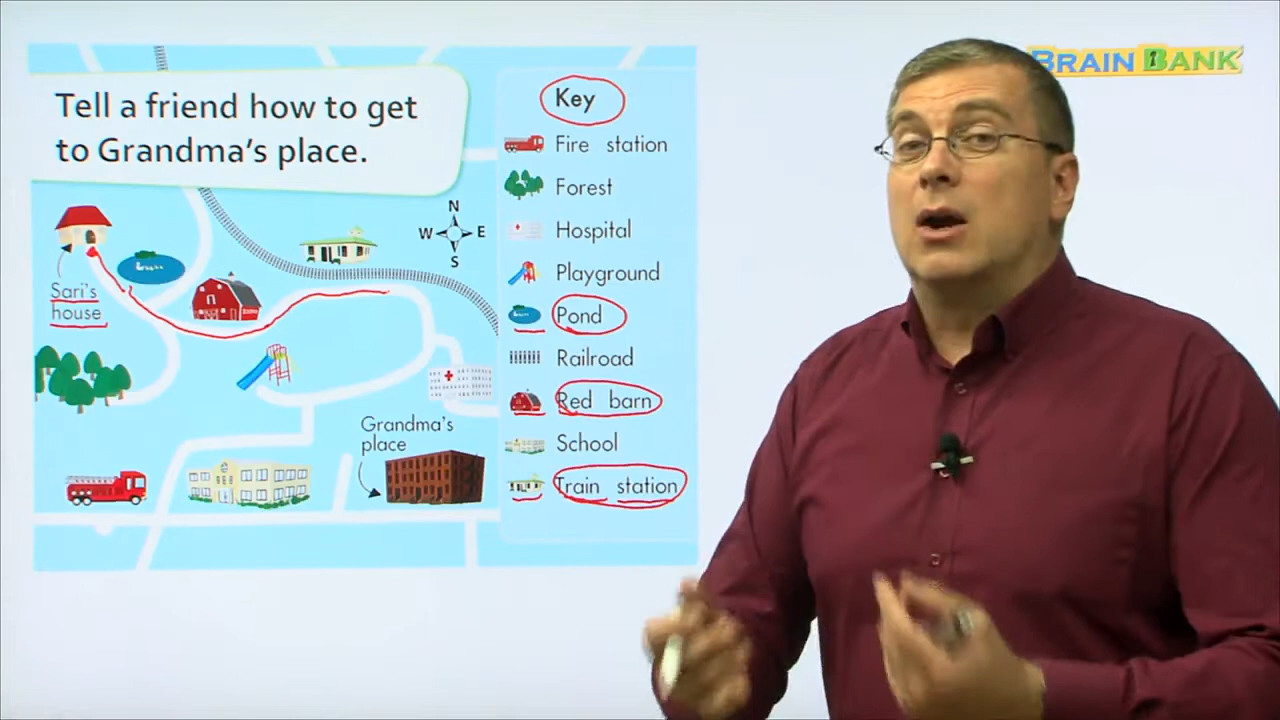 BRAIN BANK
Tell a friend how to get
to Grandma's place.
Key
Fire station
Forest
Hospital
Playground
Pond
Railroad
Red barn
School
Train station
N
W E
S
Sari's
house
Grandma's
place